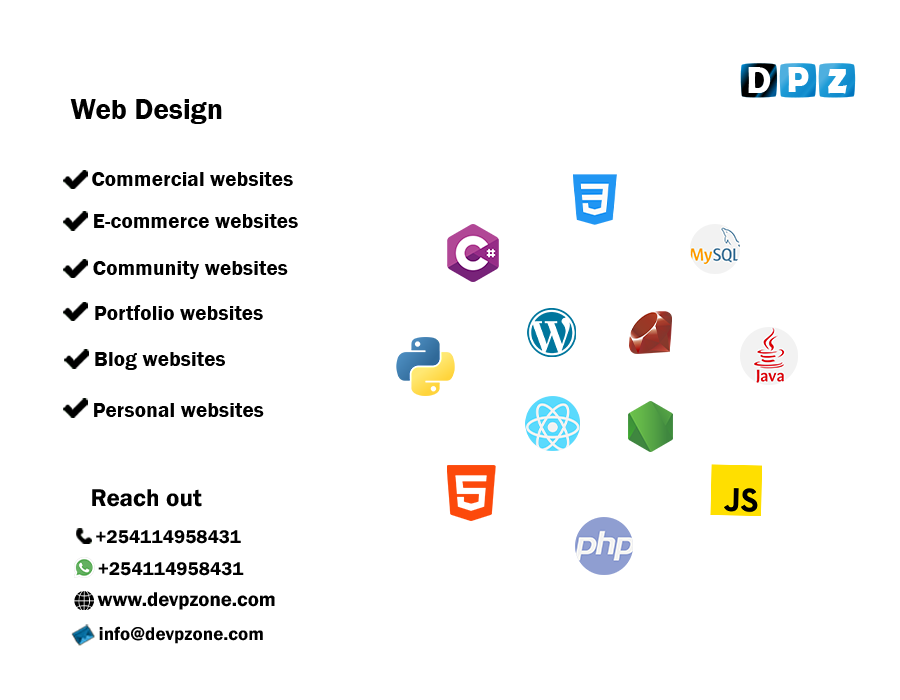 DPZ
Web Design
Commercial websites
E-commerce websites
Community websites
Portfolio websites
Blog websites
Personal websites
Reach out
+254114958431
+254114958431
www.devpzone.com
info@devpzone.com
3
C#
MySQL
W
Java
5
JS
php